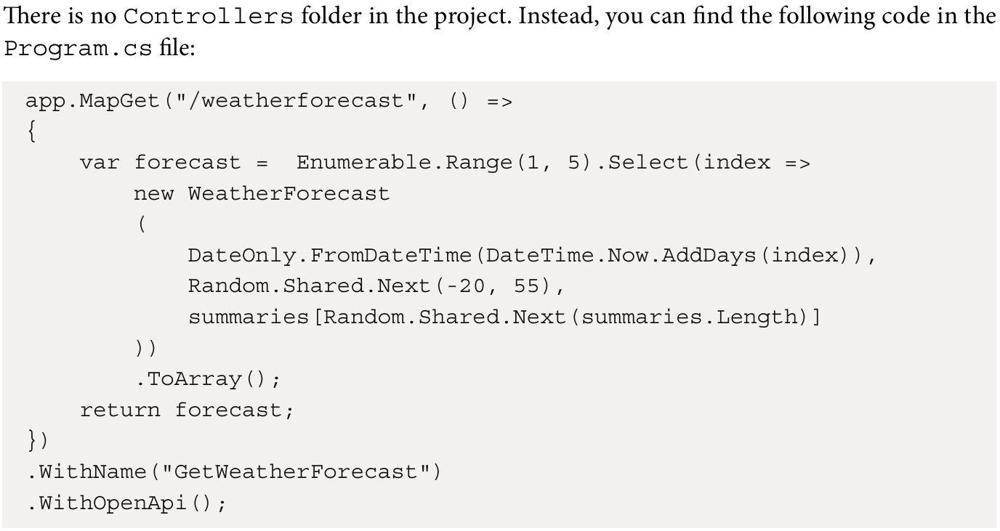 There is no Controllers folder in the project. Instead, you can find the following code in the
Program.cs file:
app.MapGet("/weatherforecast", () =>
{
    var forecast =  Enumerable.Range(1, 5).Select(index =>
        new WeatherForecast
        (
            DateOnly.FromDateTime(DateTime.Now.AddDays(index)),
            Random.Shared.Next(-20, 55),
            summaries[Random.Shared.Next(summaries.Length)]
        ))
        .ToArray();
    return forecast;
})
.WithName("GetWeatherForecast")
.WithOpenApi();